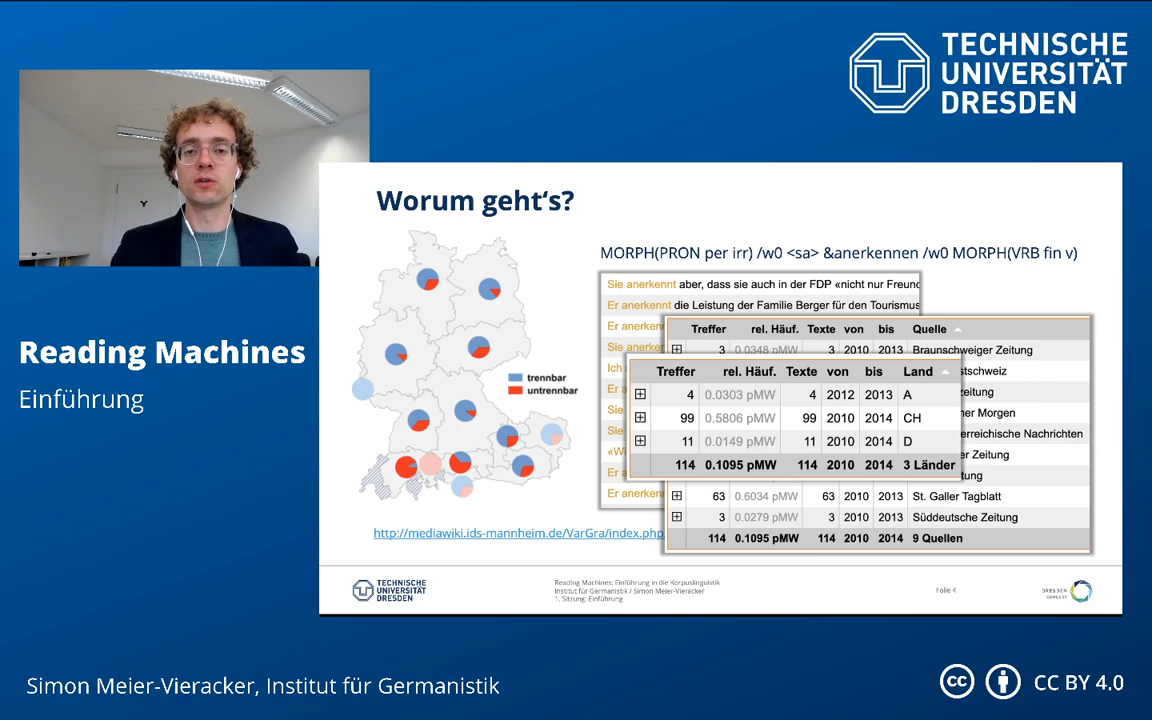 TECHNISCHE
UNIVERSITÄT
DRESDEN
Worum geht‘s?
MORPH(PRON per irr) /w0 <sa> &anerkennen /w0 MORPH(VRB fin v)
Sie anerkennt aber, dass sie auch in der FDP «nicht nur Freund
Er anerkennt die Leistung der Familie Berger für den Tourismus
Er anerkennt
Sie anerken
Ich
Er a
Sie
Sie
«Wi
Er a
Er anerkenn
Treffer rel. Häuf. Texte von bis Quelle
3 0.0348 pMW 3 2010 2013 Braunschweiger Zeitung
stschweiz
zeitung
ner Morgen
erreichische Nachrichten
er Zeitung
tung
63 0.6034 pMW 63 2010 2013 St. Galler Tagblatt
3 0.0279 pMW 3 2010 2013 Süddeutsche Zeitung
114 0.1095 pMW 114 2010 2014 9 Quellen
Treffer rel. Häuf. Texte von bis Land
4 0.0303 pMW 4 2012 2013 A
99 0.5806 pMW 99 2010 2014 CH
11 0.0149 pMW 11 2010 2014 D
114 0.1095 pMW 114 2010 2014 3 Länder
trennbar
untrennbar
http://mediawiki.ids-mannheim.de/VarGra/index.php
Reading Machines
Einführung
TECHNISCHE
UNIVERSITÄT
DRESDEN
Reading Machines: Einführung in die Korpuslinguistik
Institut für Germanistik / Simon Meier-Vieracker
1. Sitzung: Einführung
Folie 4
DRESDEN
concept
Simon Meier-Vieracker, Institut für Germanistik
CC BY 4.0